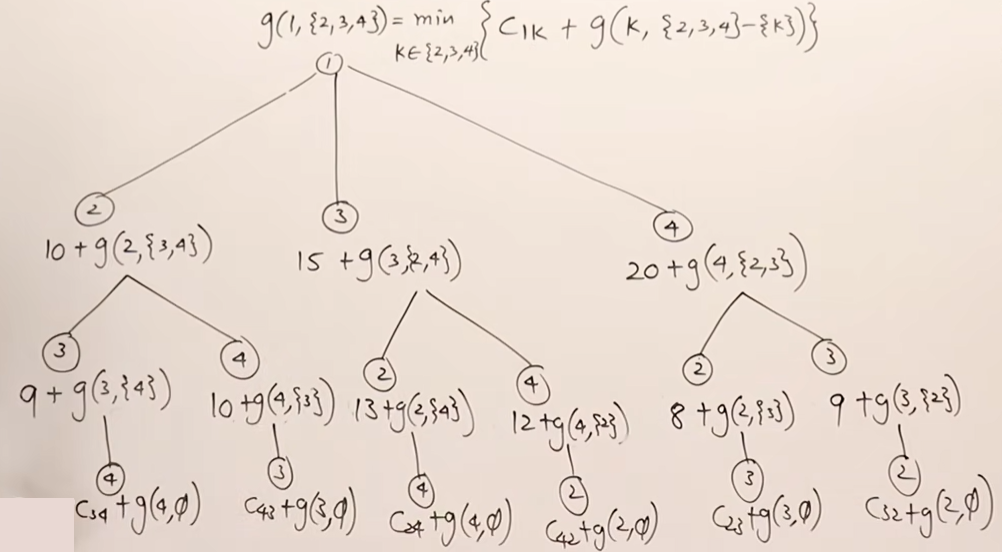 g(1,{2,3,4}) = min { C1K + g(K, {2,3,4}-{K})}
K∈{2,3,4}
1
2 3 4
10 + g(2,{3,4}) 15 + g(3,{2,4}) 20 + g(4,{2,3})
3 4 2 4 2 3
9 + g(3,{4}) 10+g(4,{3}) 13+g(2,{4}) 12+g(4,{2}) 8 + g(2,{3}) 9 + g(3,{2})
4 3 4 2 3 2
C34 + g(4,∅) C43+g(3,∅) C24+g(4,∅) C42+g(2,∅) C23+g(3,∅) C32+g(2,∅)